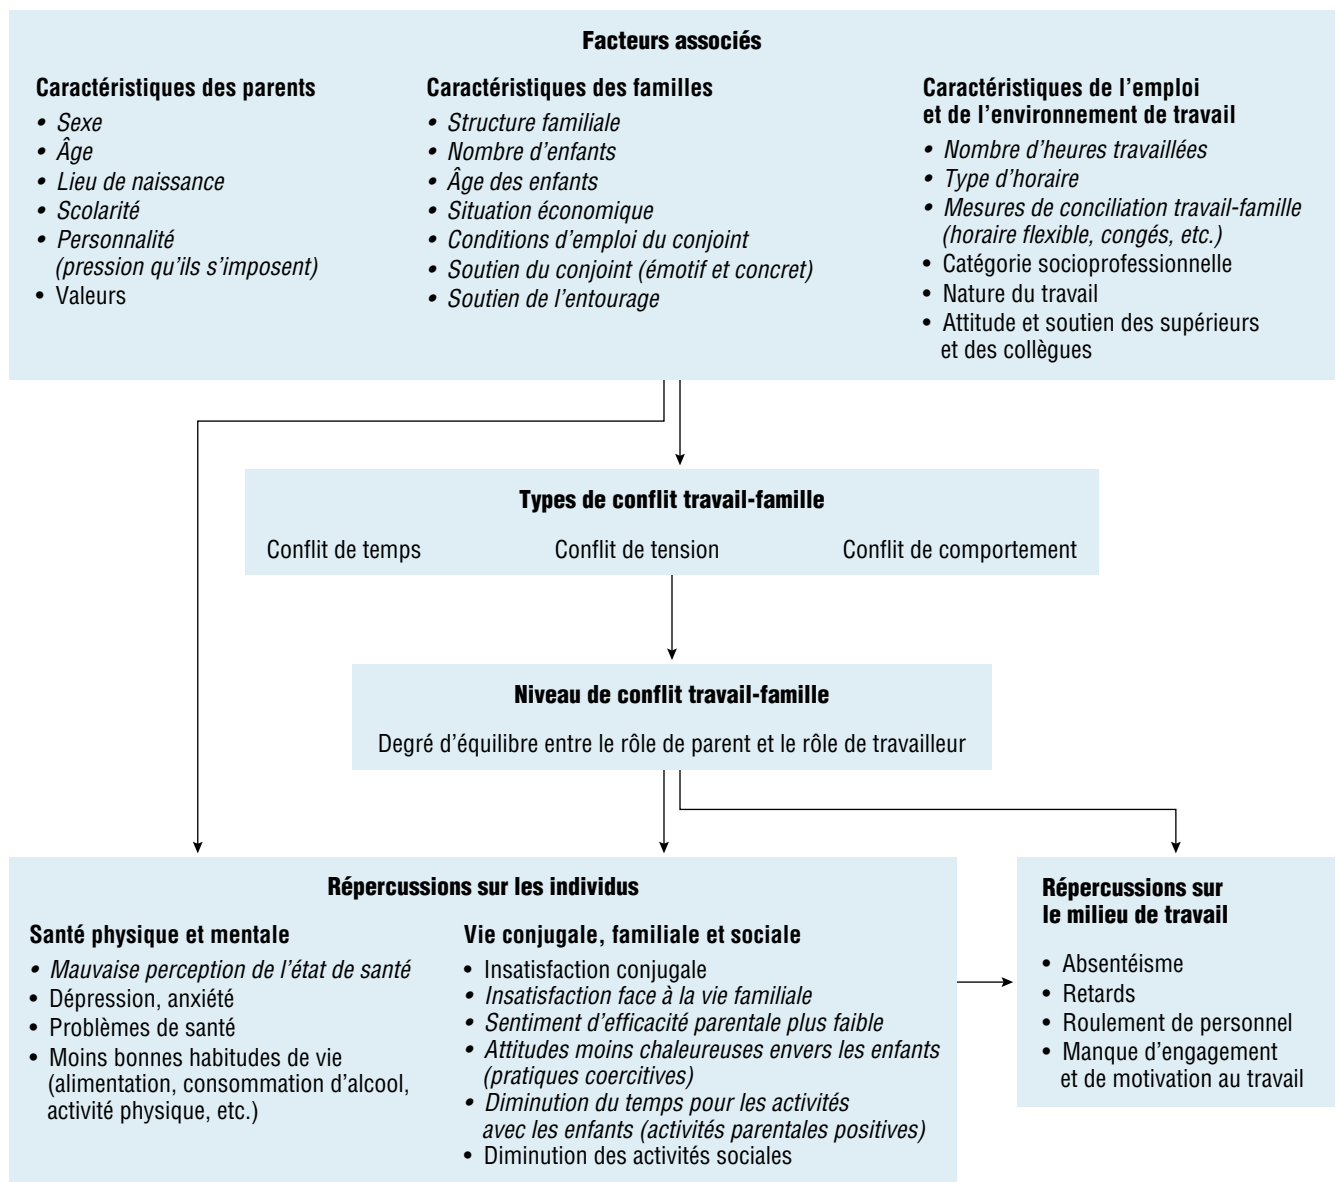 Facteurs associés
Caractéristiques des parents
• Sexe
• Âge
• Lieu de naissance
• Scolarité
• Personnalité
(pression qu'ils s'imposent)
• Valeurs
Caractéristiques des familles
• Structure familiale
• Nombre d'enfants
• Âge des enfants
• Situation économique
• Conditions d'emploi du conjoint
• Soutien du conjoint (émotif et concret)
• Soutien de l'entourage
Caractéristiques de l'emploi
et de l'environnement de travail
• Nombre d'heures travaillées
• Type d'horaire
• Mesures de conciliation travail-famille
(horaire flexible, congés, etc.)
• Catégorie socioprofessionnelle
• Nature du travail
• Attitude et soutien des supérieurs
et des collègues
Types de conflit travail-famille
Conflit de temps
Conflit de tension
Conflit de comportement
Niveau de conflit travail-famille
Degré d'équilibre entre le rôle de parent et le rôle de travailleur
Répercussions sur les individus
Santé physique et mentale
• Mauvaise perception de l'état de santé
• Dépression, anxiété
• Problèmes de santé
• Moins bonnes habitudes de vie
(alimentation, consommation d'alcool,
activité physique, etc.)
Vie conjugale, familiale et sociale
• Insatisfaction conjugale
• Insatisfaction face à la vie familiale
• Sentiment d'efficacité parentale plus faible
• Attitudes moins chaleureuses envers les enfants
(pratiques coercitives)
• Diminution du temps pour les activités
avec les enfants (activités parentales positives)
• Diminution des activités sociales
Répercussions sur
le milieu de travail
• Absentéisme
• Retards
• Roulement de personnel
• Manque d'engagement
et de motivation au travail